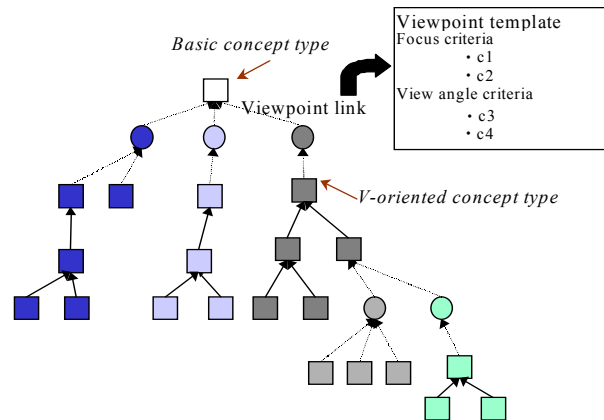 Basic concept type
Viewpoint link
Viewpoint template
Focus criteria
· c1
· c2
View angle criteria
· c3
· c4
V-oriented concept type